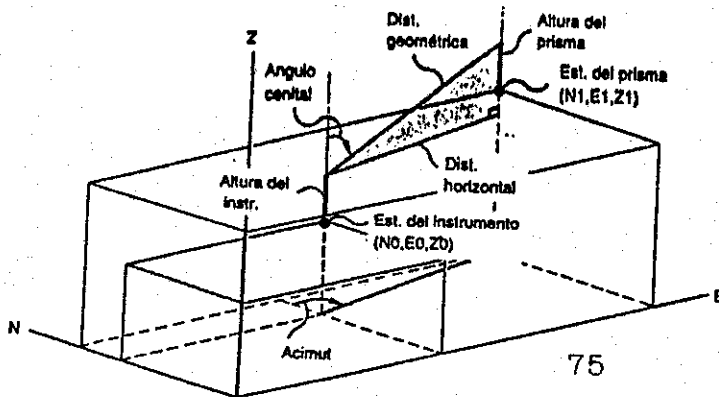 Z
Dist.
geométrica
Altura del
prisma
Angulo
cenital
Est. del prisma
(N1,E1,Z1)
Altura del
instr.
Dist.
horizontal
Est. del instrumento
(N0,E0,Z0)
N
E
Acimut
75